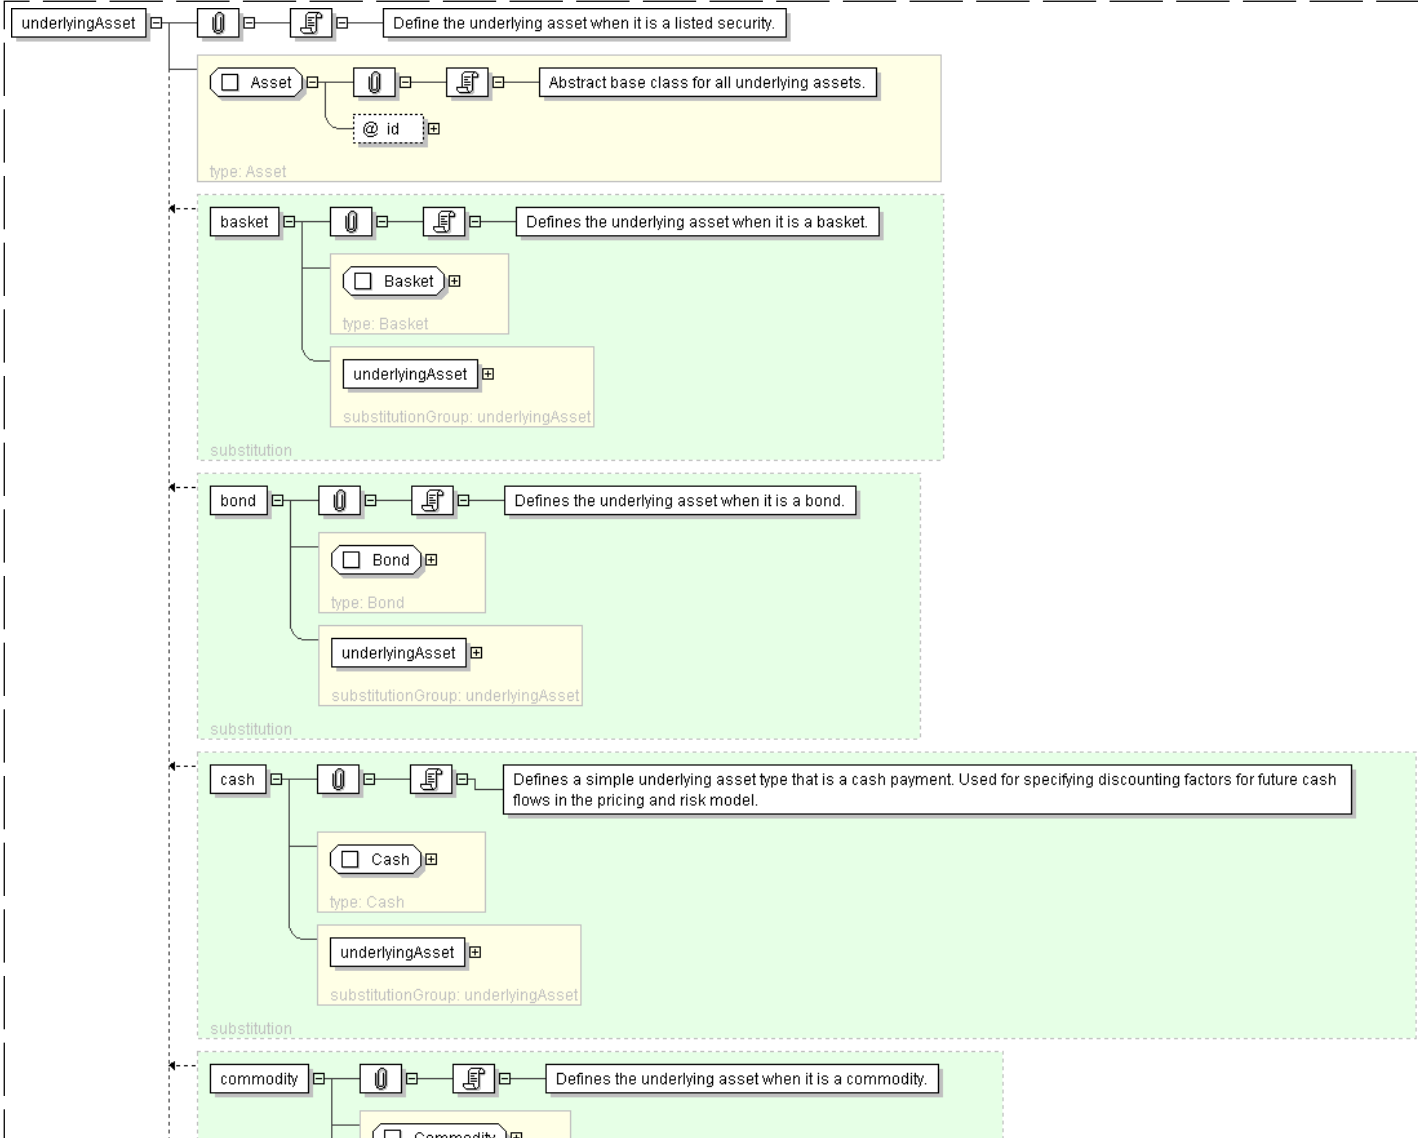 underlyingAsset
Define the underlying asset when it is a listed security.
Asset
Abstract base class for all underlying assets.
@ id
type: Asset
basket
Defines the underlying asset when it is a basket.
Basket
type: Basket
underlyingAsset
substitutionGroup: underlyingAsset
substitution
bond
Defines the underlying asset when it is a bond.
Bond
type: Bond
underlyingAsset
substitutionGroup: underlyingAsset
substitution
cash
Defines a simple underlying asset type that is a cash payment. Used for specifying discounting factors for future cash
flows in the pricing and risk model.
Cash
type: Cash
underlyingAsset
substitutionGroup: underlyingAsset
substitution
commodity
Defines the underlying asset when it is a commodity.
Commodity